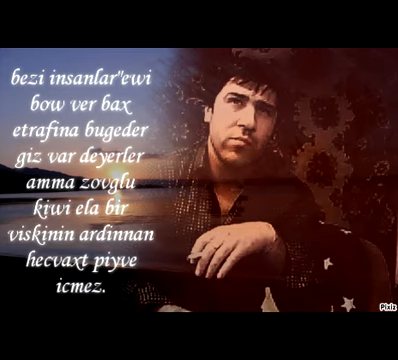 bezi insanlar"ewi
bow ver bax
etrafina bugeder
giz var deyerler
amma zovglu
kiwi ela bir
viskinin ardinnan
hecvaxt piyve
icmez.
Pixiz